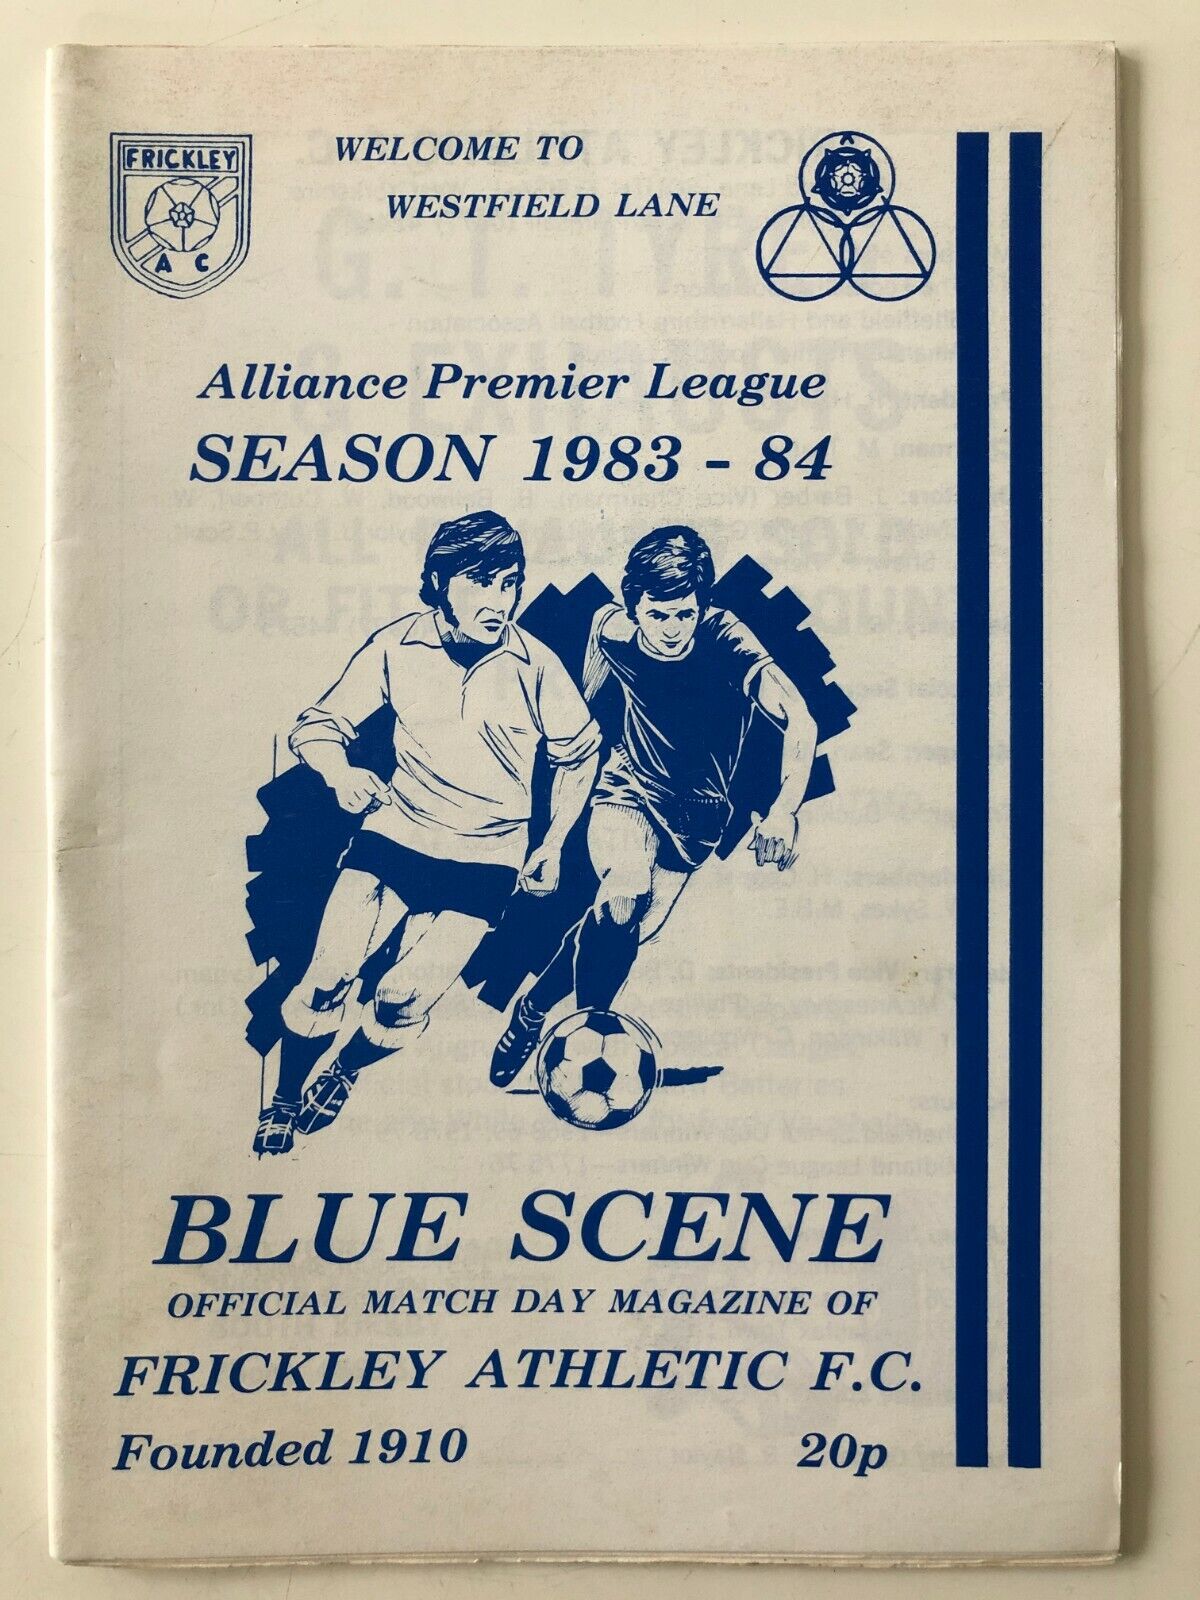 FRICKLEY
A C
WELCOME TO
WESTFIELD LANE
A
Alliance Premier League
SEASON 1983 - 84
BLUE SCENE
OFFICIAL MATCH DAY MAGAZINE OF
FRICKLEY ATHLETIC F.C.
Founded 1910
20p